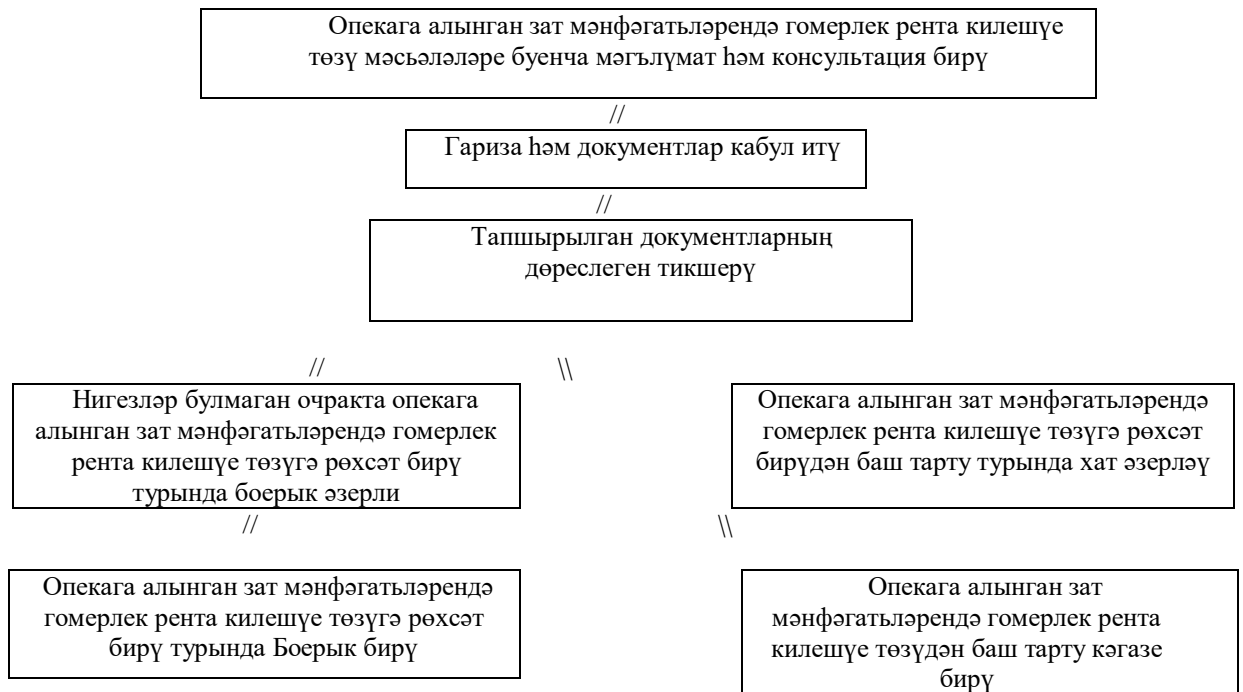 Опекага алынган зат мәнфәгатьләрендә гомерлек рента килешүе
төзү мәсьәләләре буенча мәгълүмат һәм консультация бирү
//
Гариза һәм документлар кабул итү
//
Тапшырылган документларның
дөреслеген тикшерү
// \\
Нигезләр булмаган очракта опекага
алынган зат мәнфәгатьләрендә гомерлек
рента килешүе төзүгә рөхсәт бирү
турында боерык әзерли
Опекага алынган зат мәнфәгатьләрендә
гомерлек рента килешүе төзүгә рөхсәт
бирүдән баш тарту турында хат әзерләү
// \\
Опекага алынган зат мәнфәгатьләрендә
гомерлек рента килешүе төзүгә рөхсәт
бирү турында Боерык бирү
Опекага алынган зат
мәнфәгатьләрендә гомерлек рента
килешүе төзүдән баш тарту кәгазе
бирү